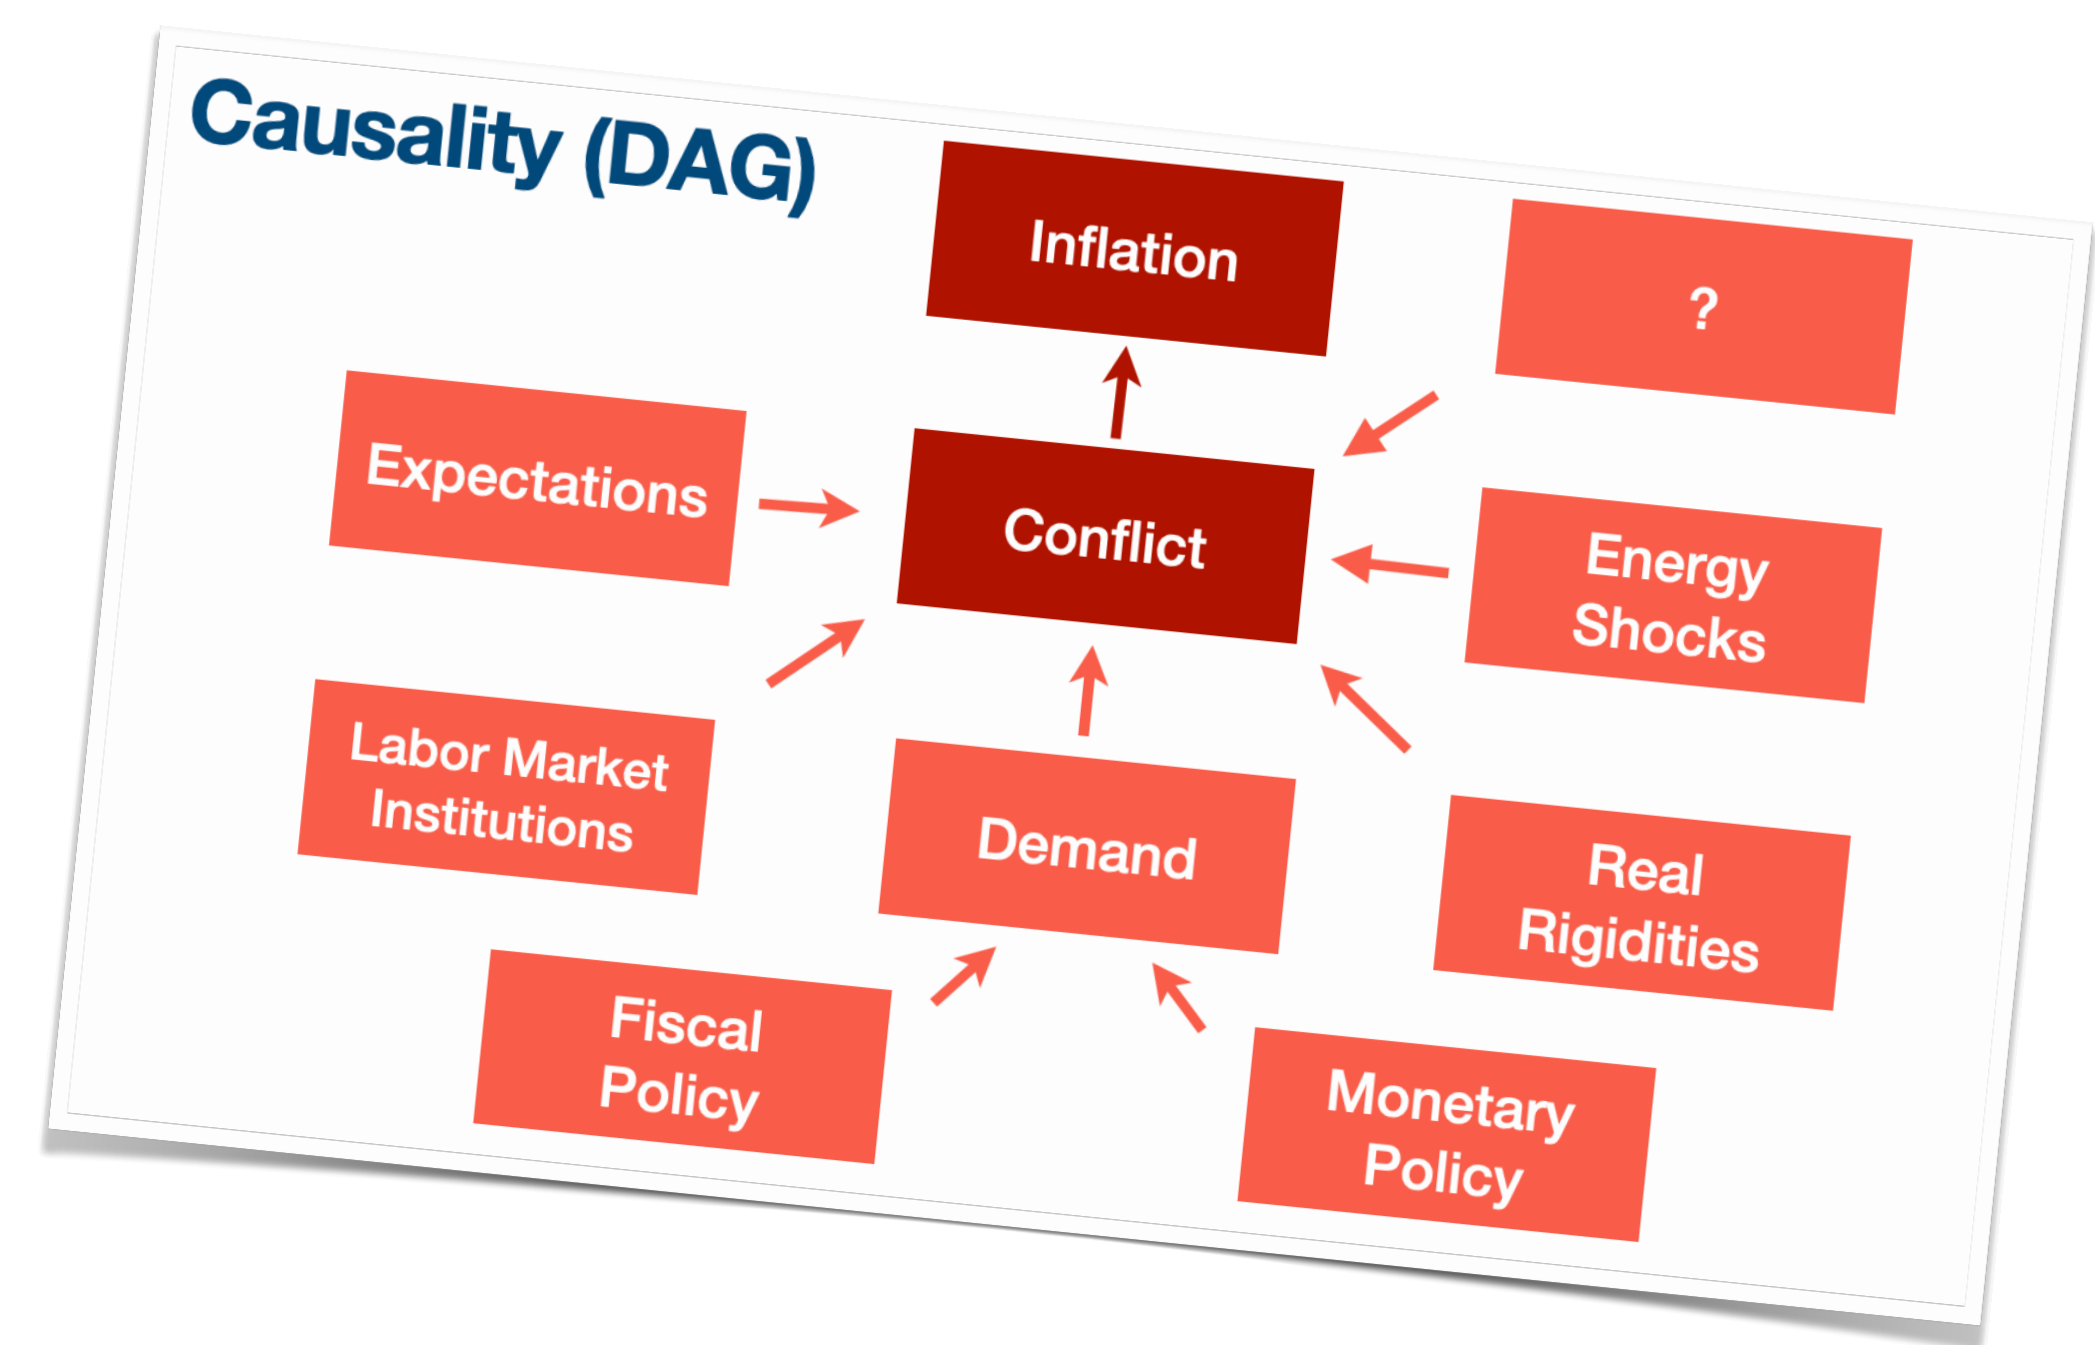 Causality (DAG)
Inflation
?
Expectations
Conflict
Energy
Shocks
Labor Market
Institutions
Demand
Real
Rigidities
Fiscal
Policy
Monetary
Policy